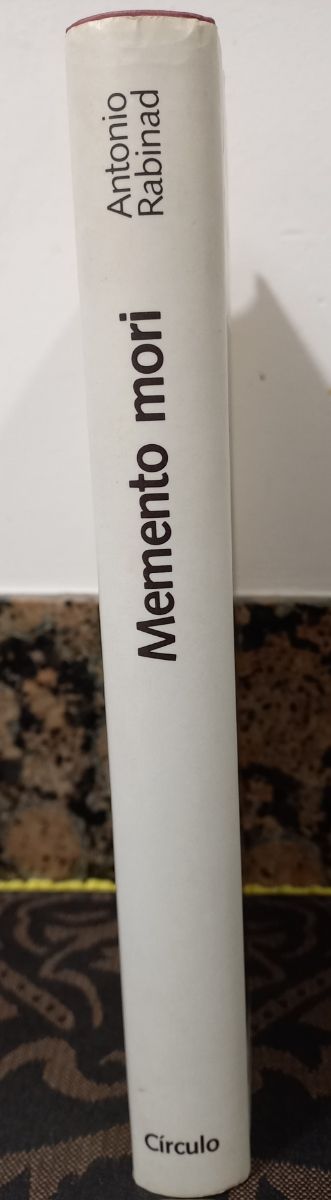 Antonio
Rabinad
Memento mori
Círculo